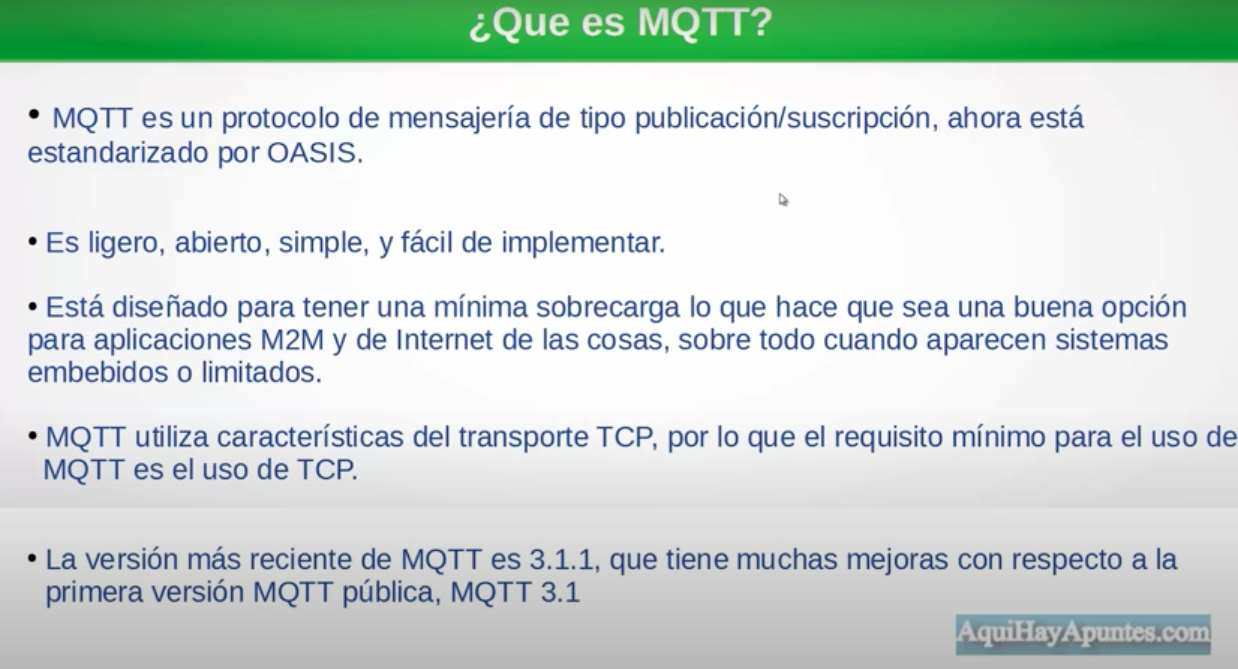 ¿Que es MQTT?
• MQTT es un protocolo de mensajería de tipo publicación/suscripción, ahora está
estandarizado por OASIS.
• Es ligero, abierto, simple, y fácil de implementar.
• Está diseñado para tener una mínima sobrecarga lo que hace que sea una buena opción
para aplicaciones M2M y de Internet de las cosas, sobre todo cuando aparecen sistemas
embebidos o limitados.
• MQTT utiliza características del transporte TCP, por lo que el requisito mínimo para el uso de
MQTT es el uso de TCP.
• La versión más reciente de MQTT es 3.1.1, que tiene muchas mejoras con respecto a la
primera versión MQTT pública, MQTT 3.1
AquiHayApuntes.com